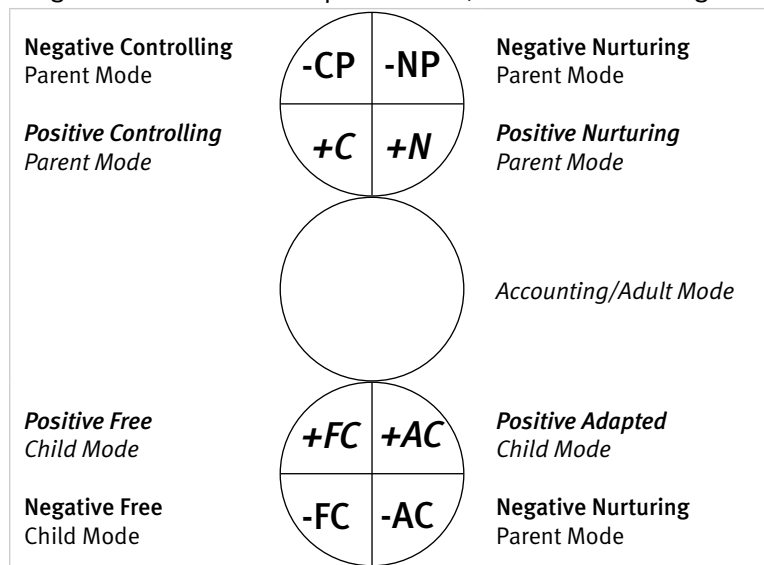 Negative Controlling
Parent Mode
-CP
-NP
Negative Nurturing
Parent Mode
Positive Controlling
Parent Mode
+C
+N
Positive Nurturing
Parent Mode
Accounting/Adult Mode
Positive Free
Child Mode
+FC
+AC
Positive Adapted
Child Mode
Negative Free
Child Mode
-FC
-AC
Negative Nurturing
Parent Mode